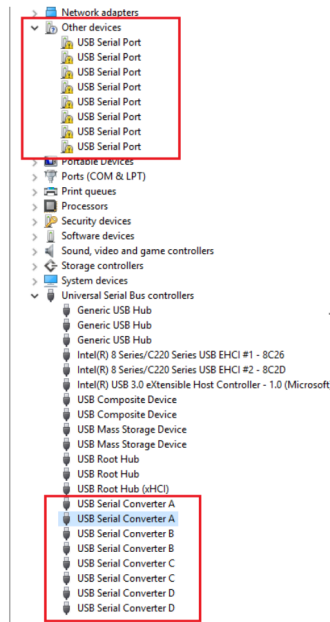 Network adapters
Other devices
USB Serial Port
USB Serial Port
USB Serial Port
USB Serial Port
USB Serial Port
USB Serial Port
USB Serial Port
USB Serial Port
Portable Devices
Ports (COM & LPT)
Print queues
Processors
Security devices
Software devices
Sound, video and game controllers
Storage controllers
System devices
Universal Serial Bus controllers
Generic USB Hub
Generic USB Hub
Generic USB Hub
Intel(R) 8 Series/C220 Series USB EHCI #1 - 8C26
Intel(R) 8 Series/C220 Series USB EHCI #2 - 8C2D
Intel(R) USB 3.0 eXtensible Host Controller - 1.0 (Microsoft
USB Composite Device
USB Composite Device
USB Mass Storage Device
USB Mass Storage Device
USB Root Hub
USB Root Hub
USB Root Hub (xHCI)
USB Serial Converter A
USB Serial Converter A
USB Serial Converter B
USB Serial Converter B
USB Serial Converter C
USB Serial Converter C
USB Serial Converter D
USB Serial Converter D